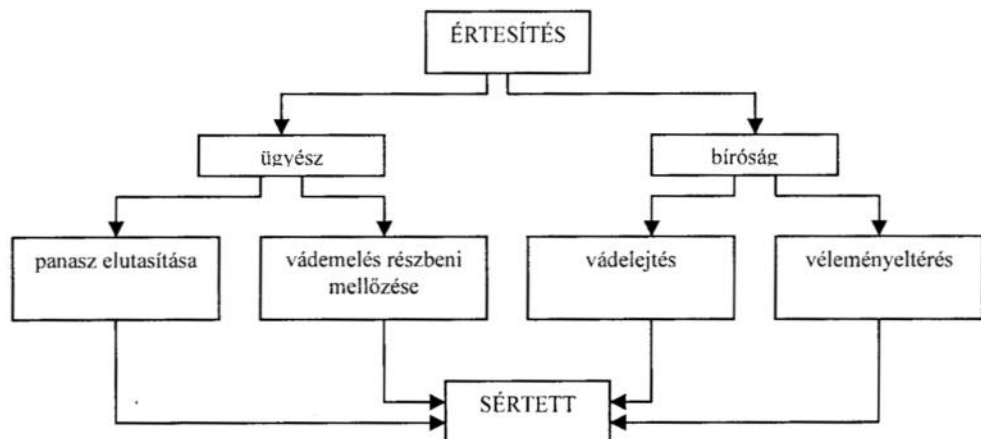 ÉRTESÍTÉS
ügyész
bíróság
panasz elutasítása
vádemelés részbeni
mellőzése
vádelejtés
véleményeltérés
SÉRTETT